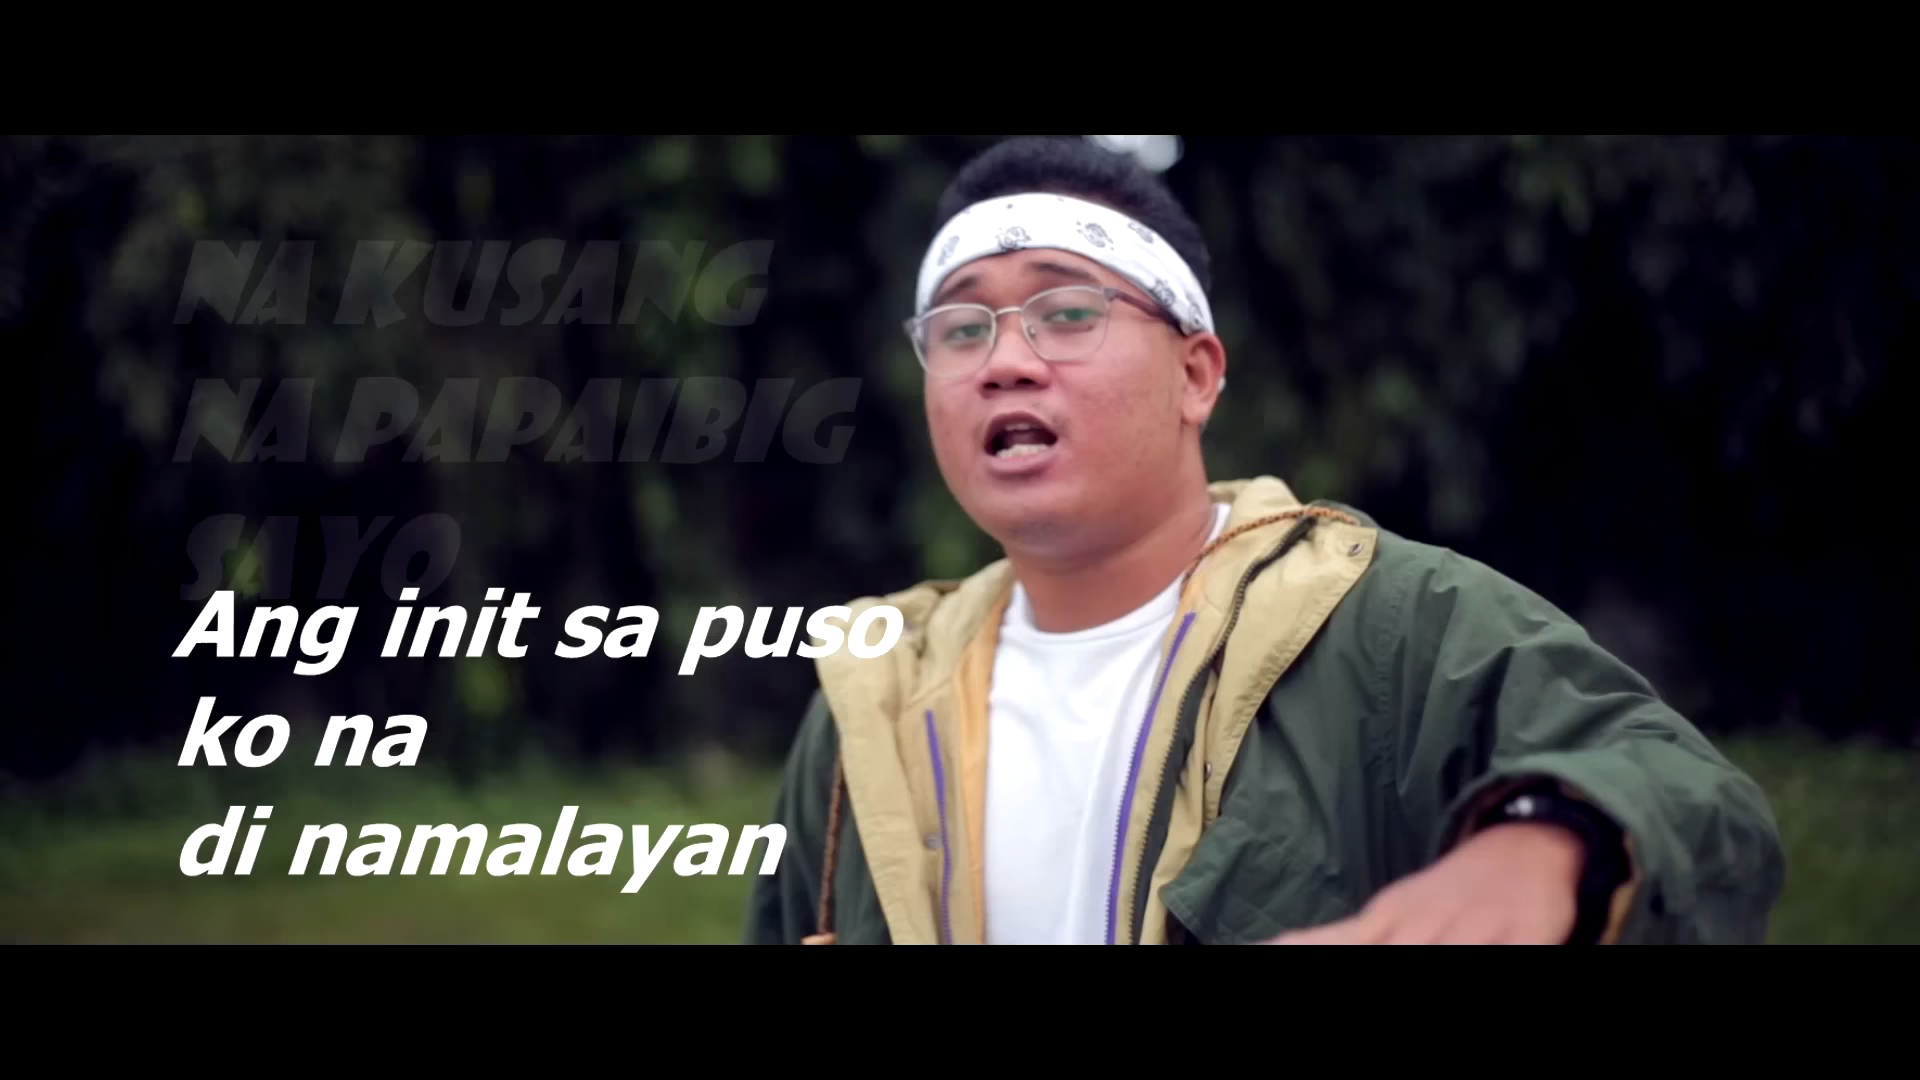 NA KUSANG
NA PAPAIBIG
SAYO
Ang init sa puso
ko na
di namalayan